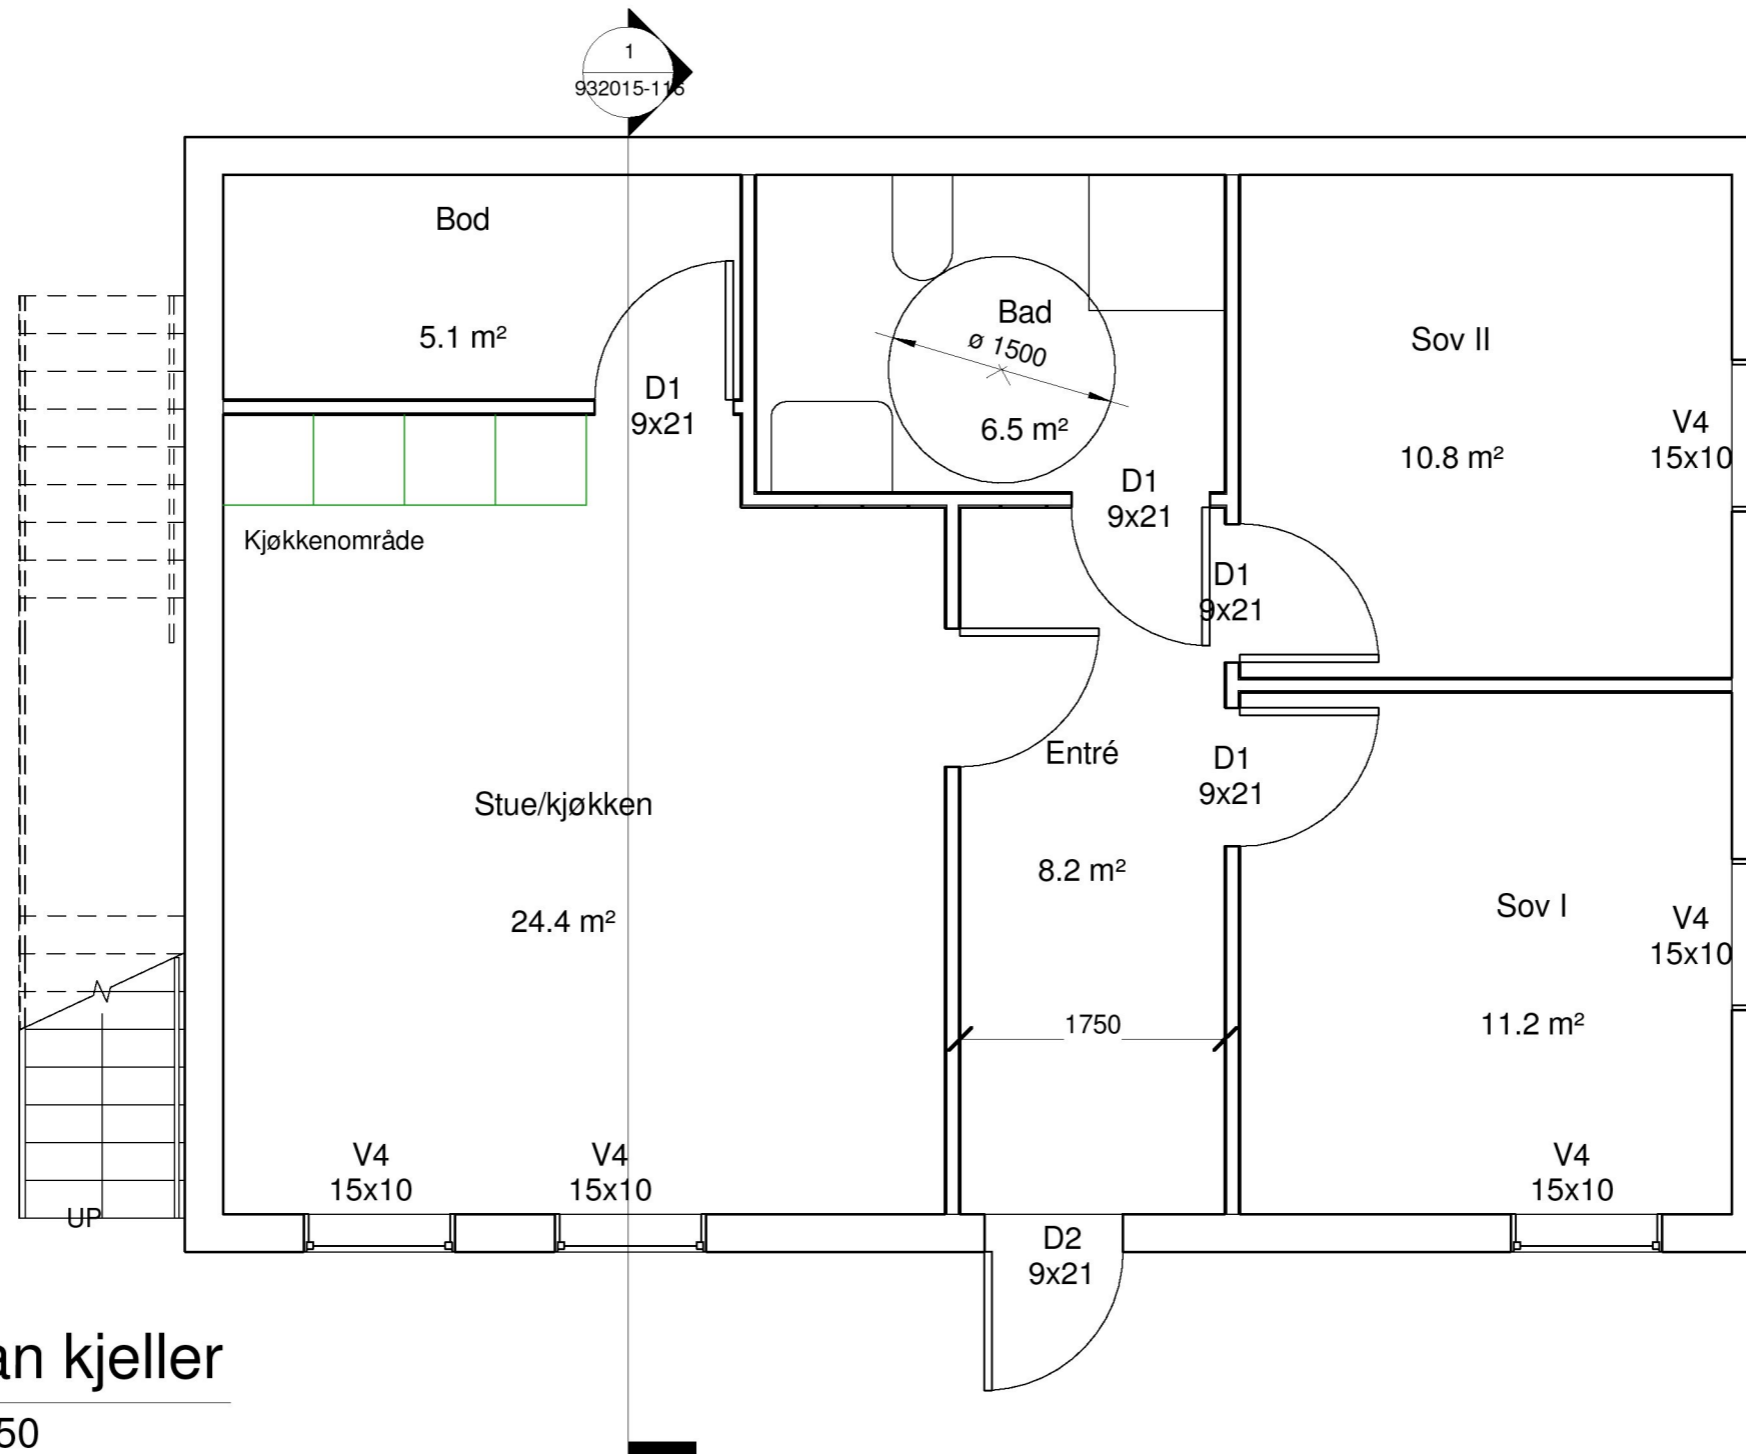 1
932015-116
Bod
5.1 m²
D1
9x21
Bad
ø 1500
6.5 m²
D1
9x21
Sov II
10.8 m²
V4
15x10
Kjøkkenområde
D1
9x21
Entré
8.2 m²
D1
9x21
Stue/kjøkken
24.4 m²
Sov I
11.2 m²
V4
15x10
1750
V4
15x10
V4
15x10
V4
15x10
UP
D2
9x21
an kjeller
50